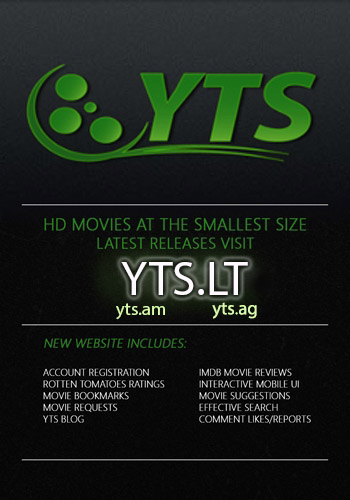 YTS
HD MOVIES AT THE SMALLEST SIZE
LATEST RELEASES VISIT
YTS.LT
yts.am yts.ag
NEW WEBSITE INCLUDES:
ACCOUNT REGISTRATION
ROTTEN TOMATOES RATINGS
MOVIE BOOKMARKS
MOVIE REQUESTS
YTS BLOG
IMDB MOVIE REVIEWS
INTERACTIVE MOBILE UI
MOVIE SUGGESTIONS
EFFECTIVE SEARCH
COMMENT LIKES/REPORTS